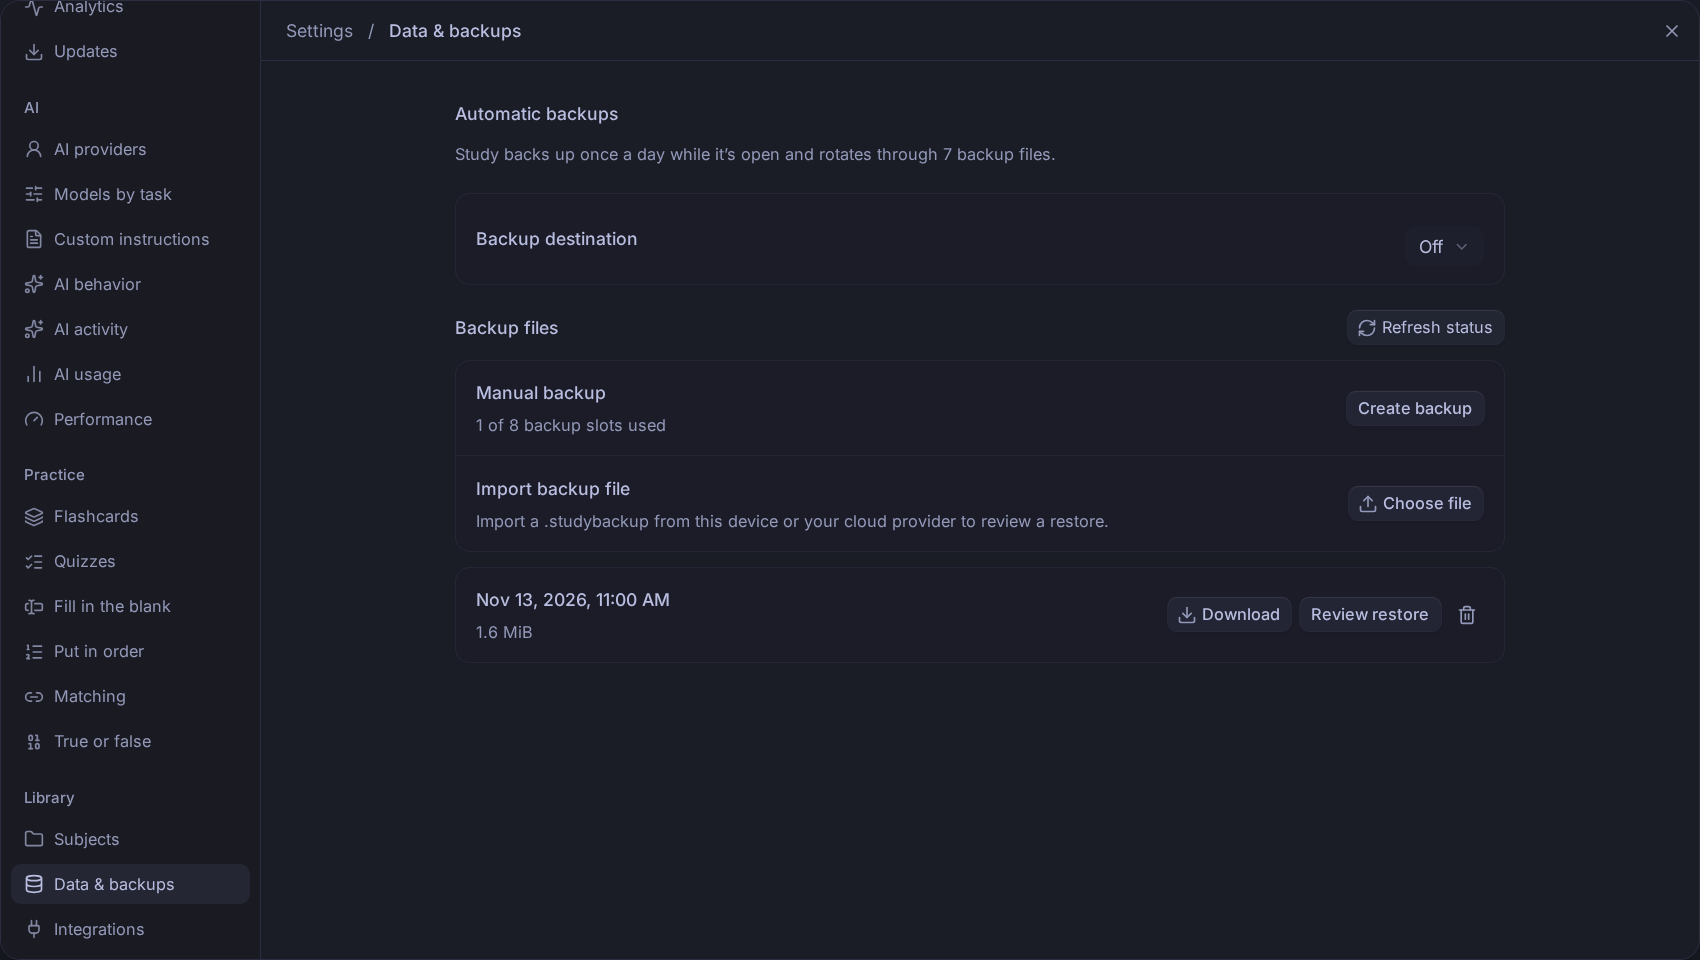 Analytics
Updates
AI
AI providers
Models by task
Custom instructions
AI behavior
AI activity
AI usage
Performance
Practice
Flashcards
Quizzes
Fill in the blank
Put in order
Matching
True or false
Library
Subjects
Data & backups
Integrations
Settings / Data & backups
Automatic backups
Study backs up once a day while it’s open and rotates through 7 backup files.
Backup destination
Off
Backup files
Refresh status
Manual backup
1 of 8 backup slots used
Create backup
Import backup file
Import a .studybackup from this device or your cloud provider to review a restore.
Choose file
Nov 13, 2026, 11:00 AM
1.6 MiB
Download
Review restore